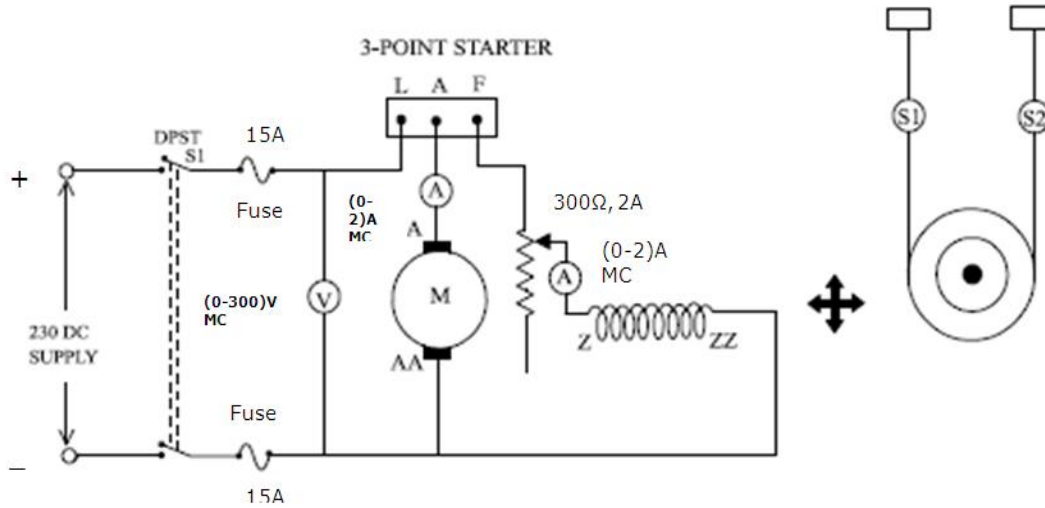 3-POINT STARTER
L A F
S1 S2
DPST
S1
15A
Fuse
+
(0-
2)A
MC
A
A
300Ω, 2A
(0-2)A
MC
A
M
(0-300)V
MC
V
230 DC
SUPPLY
Z ZZ
AA
Fuse
–
15A